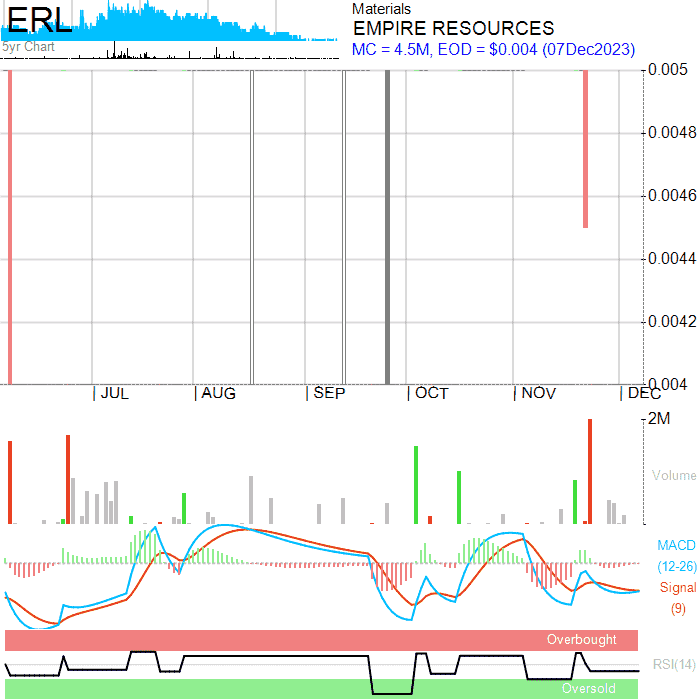 ERL
5yr Chart
Materials
EMPIRE RESOURCES
MC = 4.5M, EOD = $0.004 (07Dec2023)
0.005
0.0048
0.0046
0.0044
0.0042
0.004
JUL
AUG
SEP
OCT
NOV
DEC
2M
Volume
MACD
(12-26)
Signal
(9)
Overbought
RSI(14)
Oversold